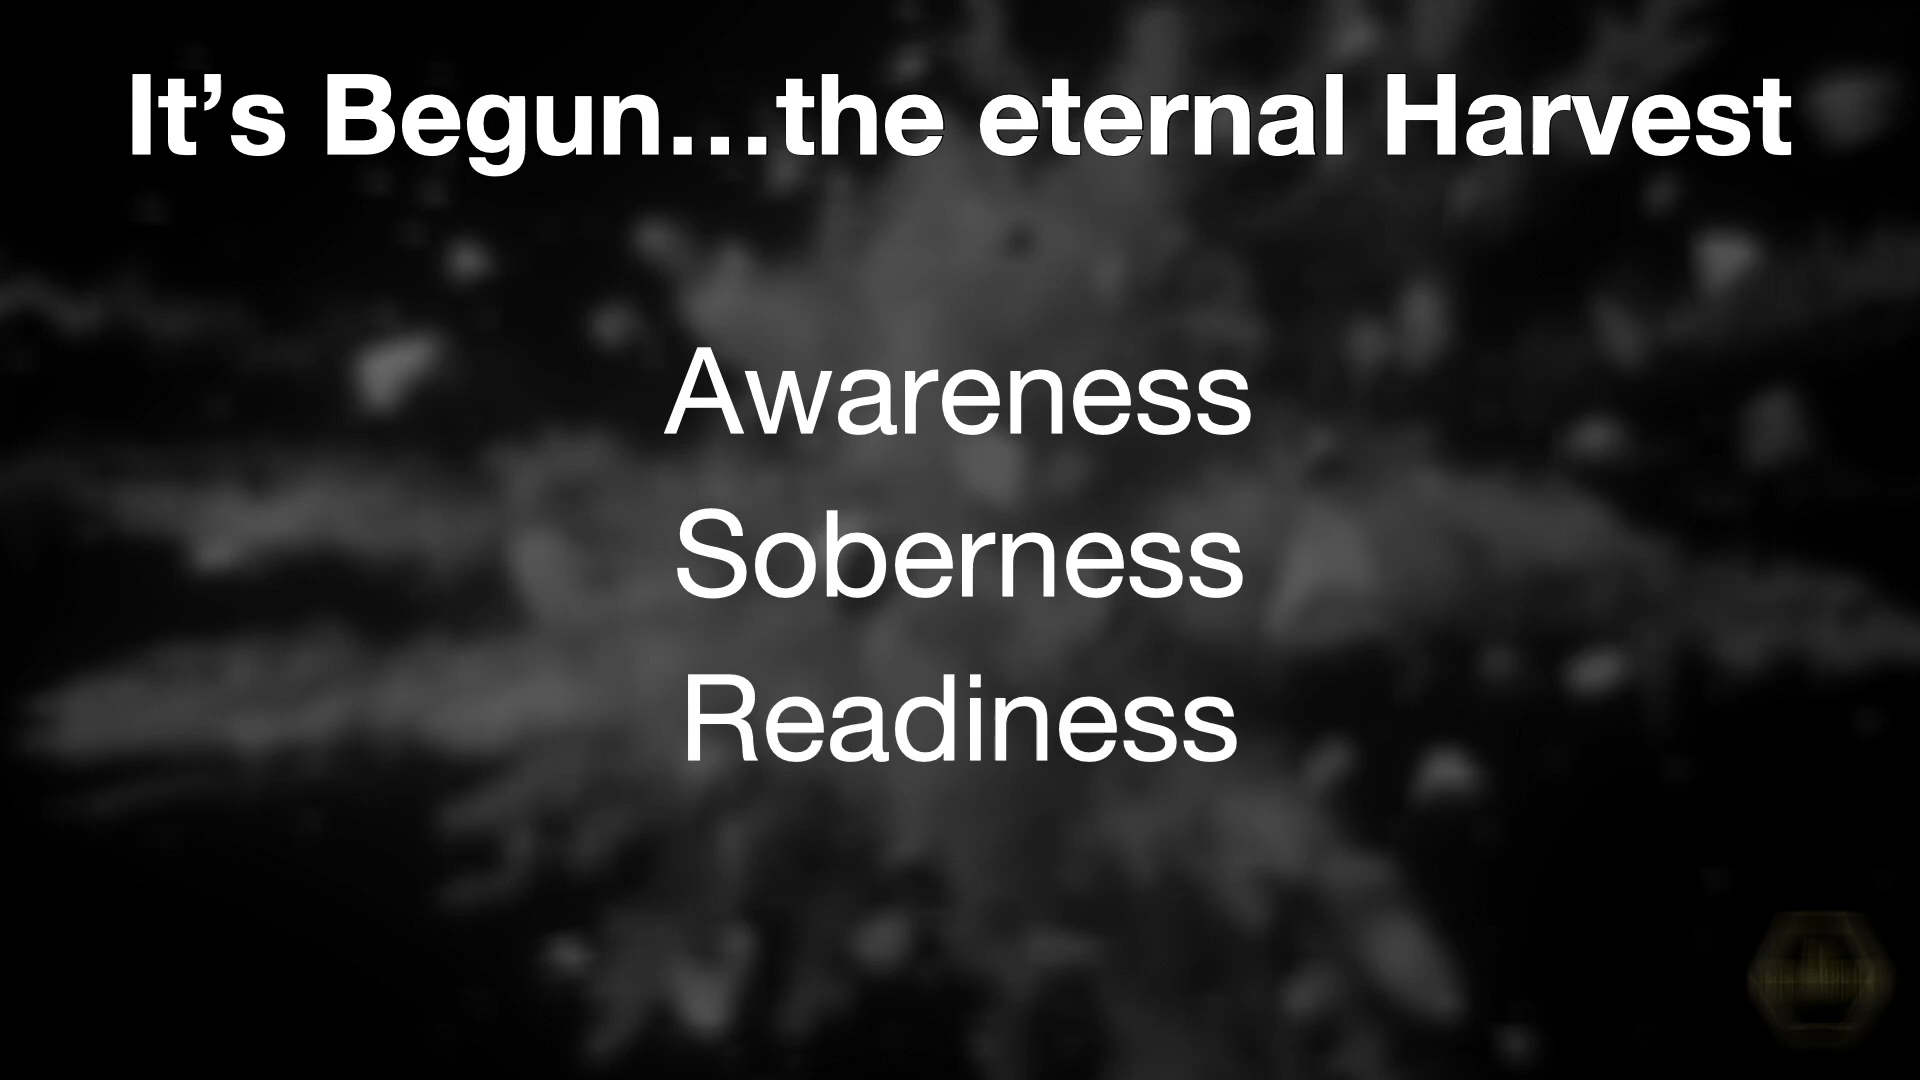 It’s Begun…the eternal Harvest
Awareness
Soberness
Readiness